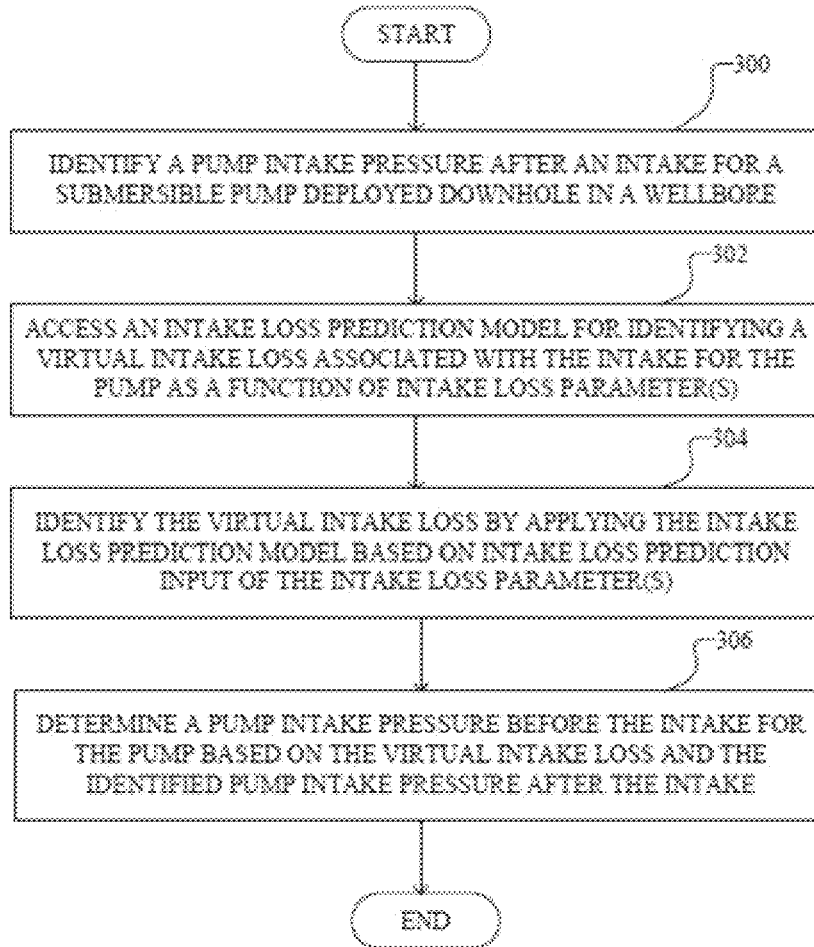 START
300
IDENTIFY A PUMP INTAKE PRESSURE AFTER AN INTAKE FOR A
SUBMERSIBLE PUMP DEPLOYED DOWNHOLE IN A WELLBORE
302
ACCESS AN INTAKE LOSS PREDICTION MODEL FOR IDENTIFYING A
VIRTUAL INTAKE LOSS ASSOCIATED WITH THE INTAKE FOR THE
PUMP AS A FUNCTION OF INTAKE LOSS PARAMETER(S)
304
IDENTIFY THE VIRTUAL INTAKE LOSS BY APPLYING THE INTAKE
LOSS PREDICTION MODEL BASED ON INTAKE LOSS PREDICTION
INPUT OF THE INTAKE LOSS PARAMETER(S)
306
DETERMINE A PUMP INTAKE PRESSURE BEFORE THE INTAKE FOR
THE PUMP BASED ON THE VIRTUAL INTAKE LOSS AND THE
IDENTIFIED PUMP INTAKE PRESSURE AFTER THE INTAKE
END